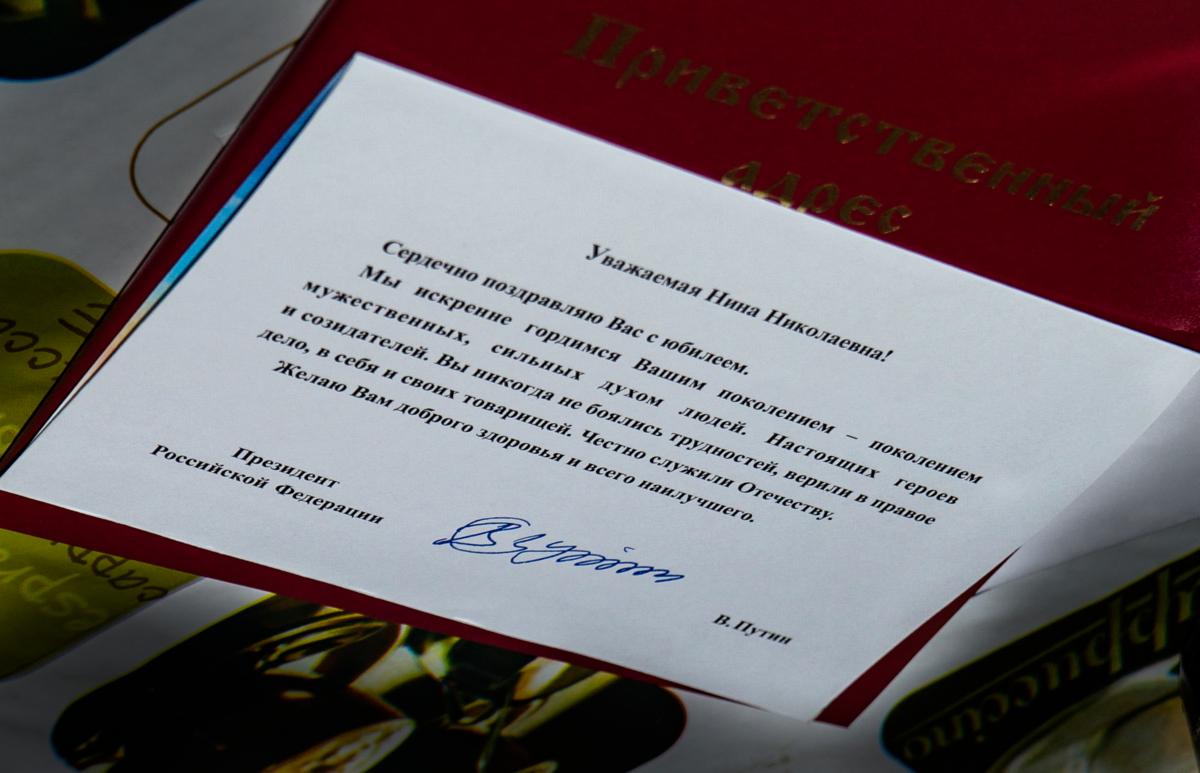 Приветственный
адрес
Уважаемая Нина Николаевна!
Сердечно поздравляю Вас с юбилеем.
Мы искренне гордимся Вашим поколением – поколением
мужественных, сильных духом людей. Настоящих героев
и созидателей. Вы никогда не боялись трудностей, верили в правое
дело, в себя и своих товарищей. Честно служили Отечеству.
Желаю Вам доброго здоровья и всего наилучшего.
Президент
Российской Федерации
В.Путин